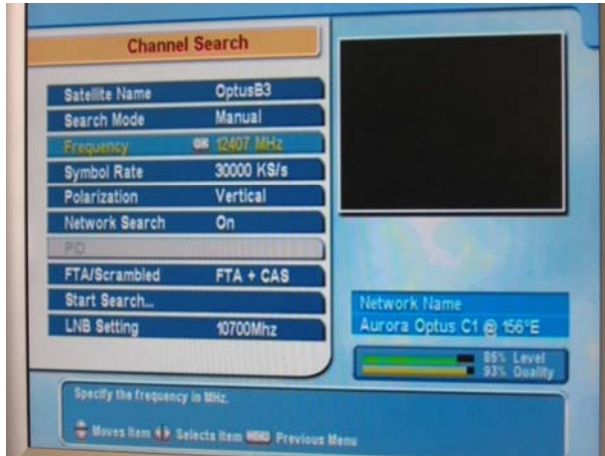 Channel Search
Satellite Name OptusB3
Search Mode Manual
Frequency OK 12407 MHz
Symbol Rate 30000 KS/s
Polarization Vertical
Network Search On
PID
FTA/Scrambled FTA + CAS
Start Search...
LNB Setting 10700Mhz
Network Name
Aurora Optus C1 @ 156°E
85% Level
93% Quality
Specify the frequency in MHz.
Moves Item Selects Item MENU Previous Menu